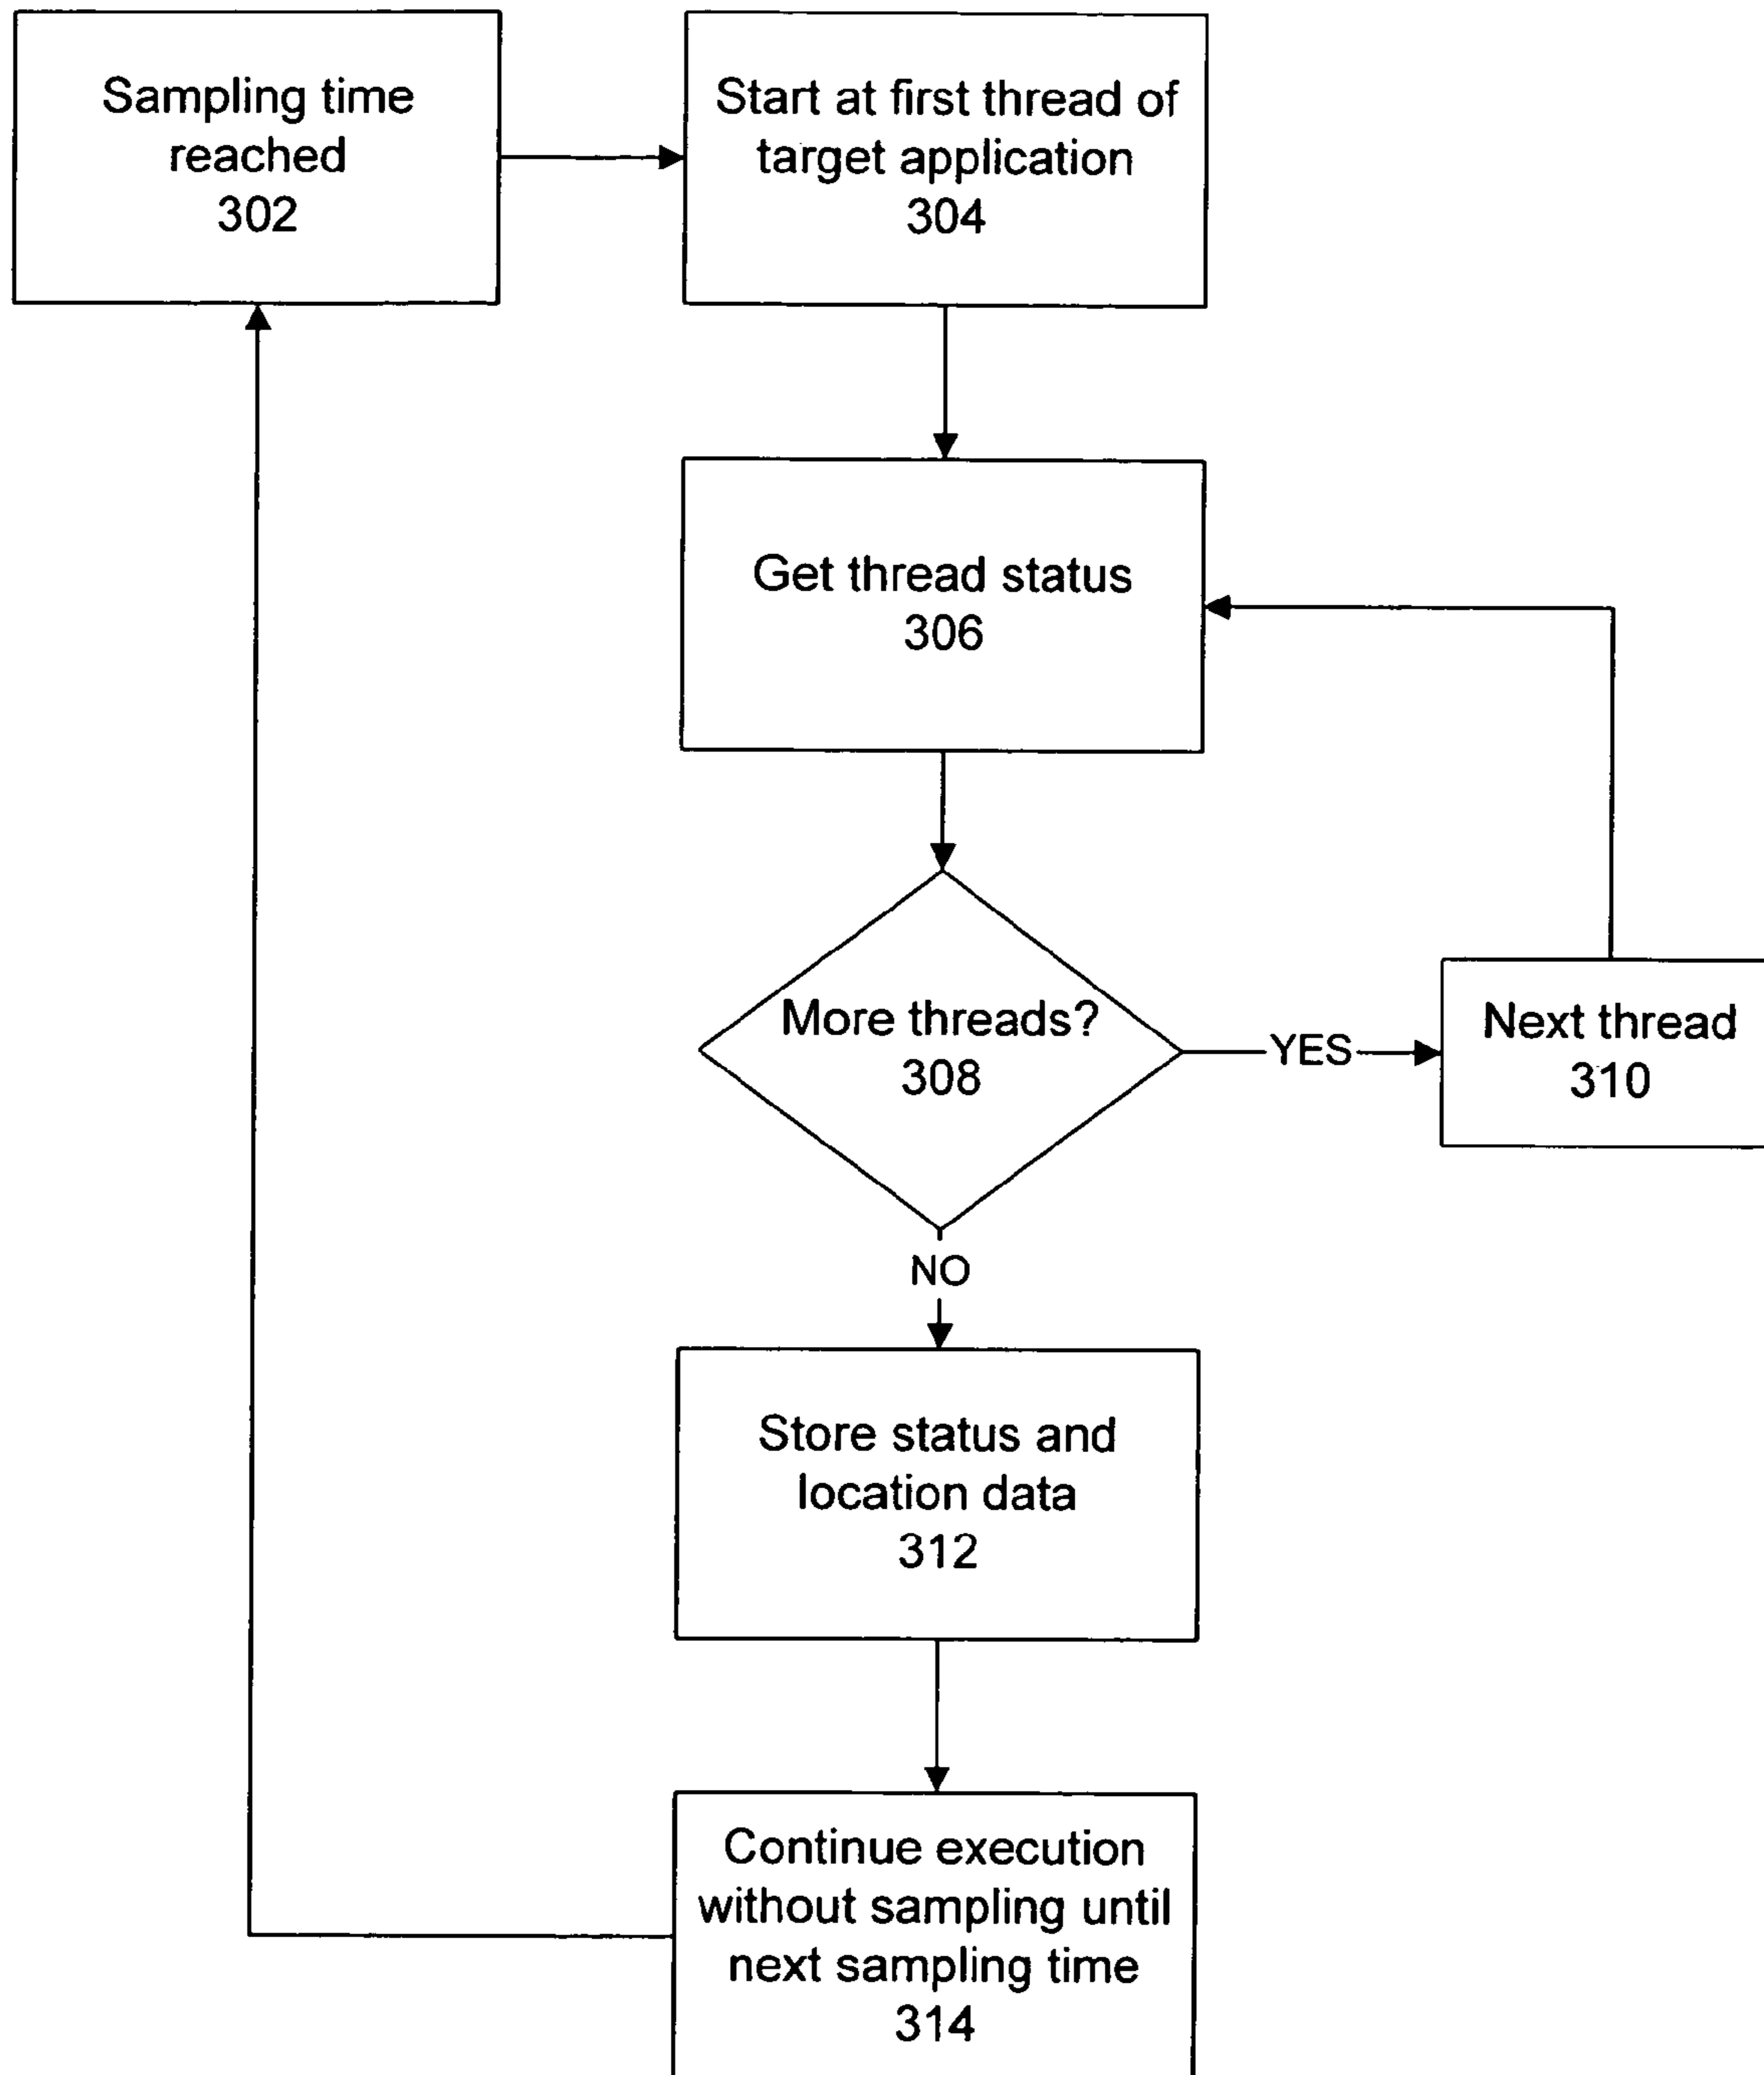 Sampling time
reached
302
Start at first thread of
target application
304
Get thread status
306
More threads?
308
YES
Next thread
310
NO
Store status and
location data
312
Continue execution
without sampling until
next sampling time
314